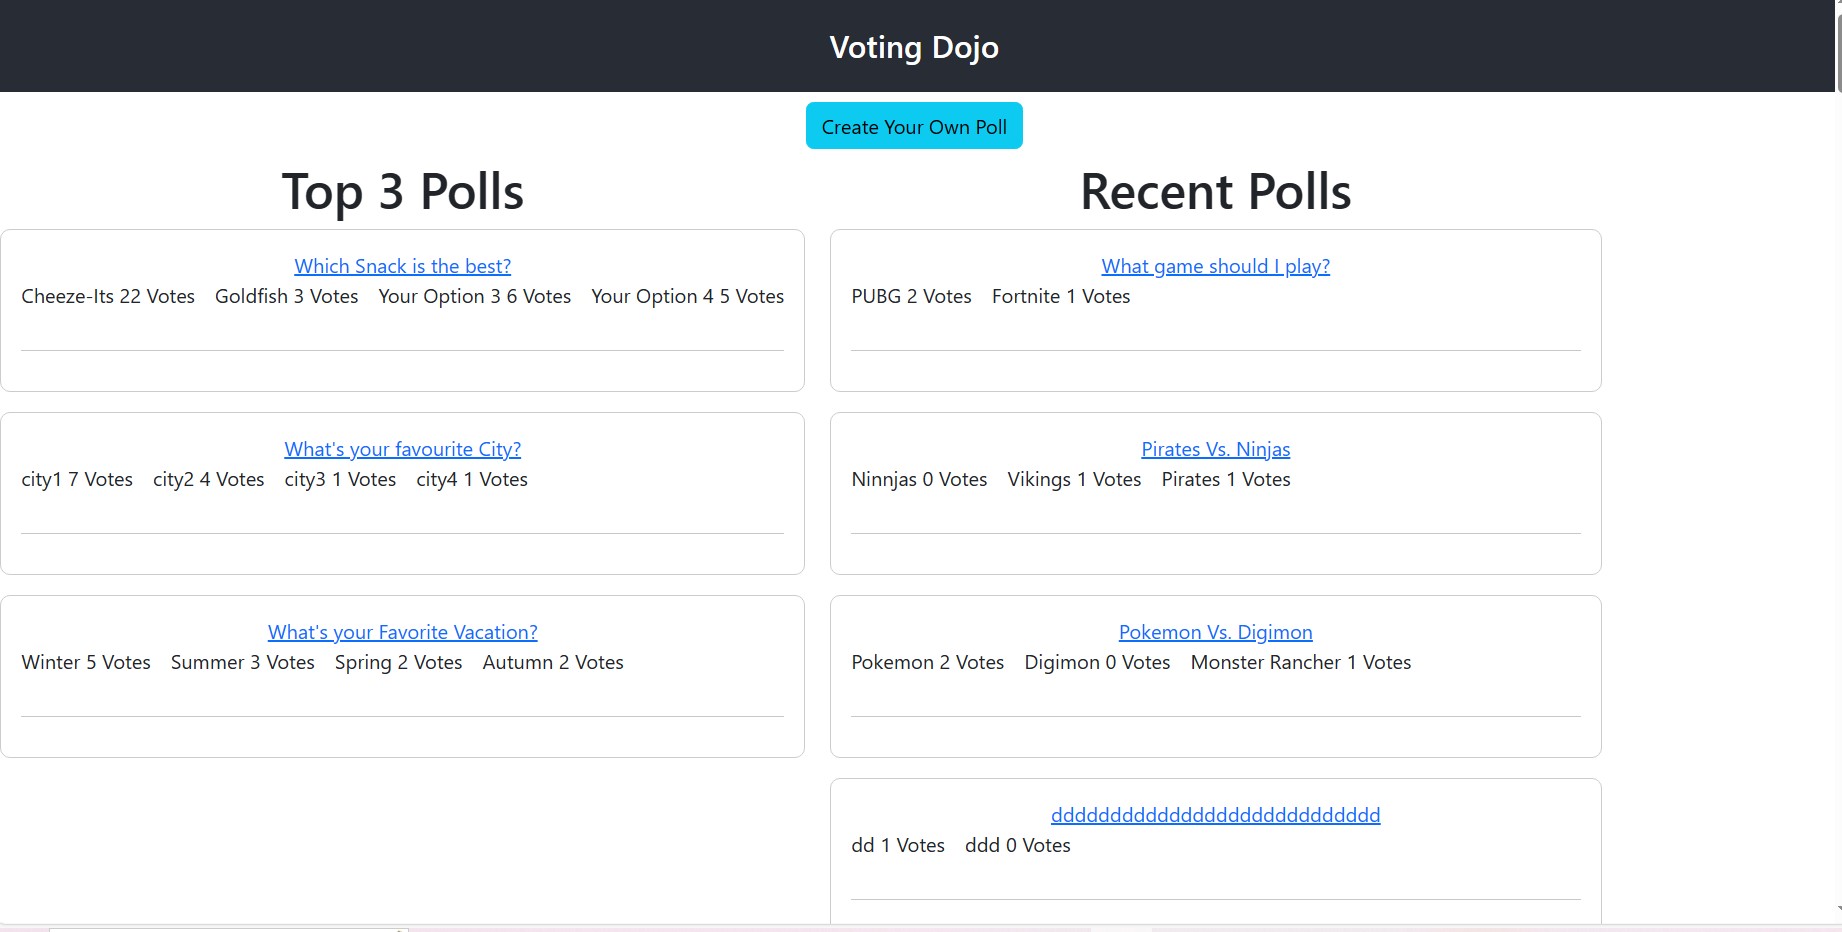 Voting Dojo
Create Your Own Poll
Top 3 Polls
Which Snack is the best?
Cheeze-Its 22 Votes Goldfish 3 Votes Your Option 3 6 Votes Your Option 4 5 Votes
What's your favourite City?
city1 7 Votes city2 4 Votes city3 1 Votes city4 1 Votes
What's your Favorite Vacation?
Winter 5 Votes Summer 3 Votes Spring 2 Votes Autumn 2 Votes
Recent Polls
What game should I play?
PUBG 2 Votes Fortnite 1 Votes
Pirates Vs. Ninjas
Ninnjas 0 Votes Vikings 1 Votes Pirates 1 Votes
Pokemon Vs. Digimon
Pokemon 2 Votes Digimon 0 Votes Monster Rancher 1 Votes
dddddddddddddddddddddddddddd
dd 1 Votes ddd 0 Votes